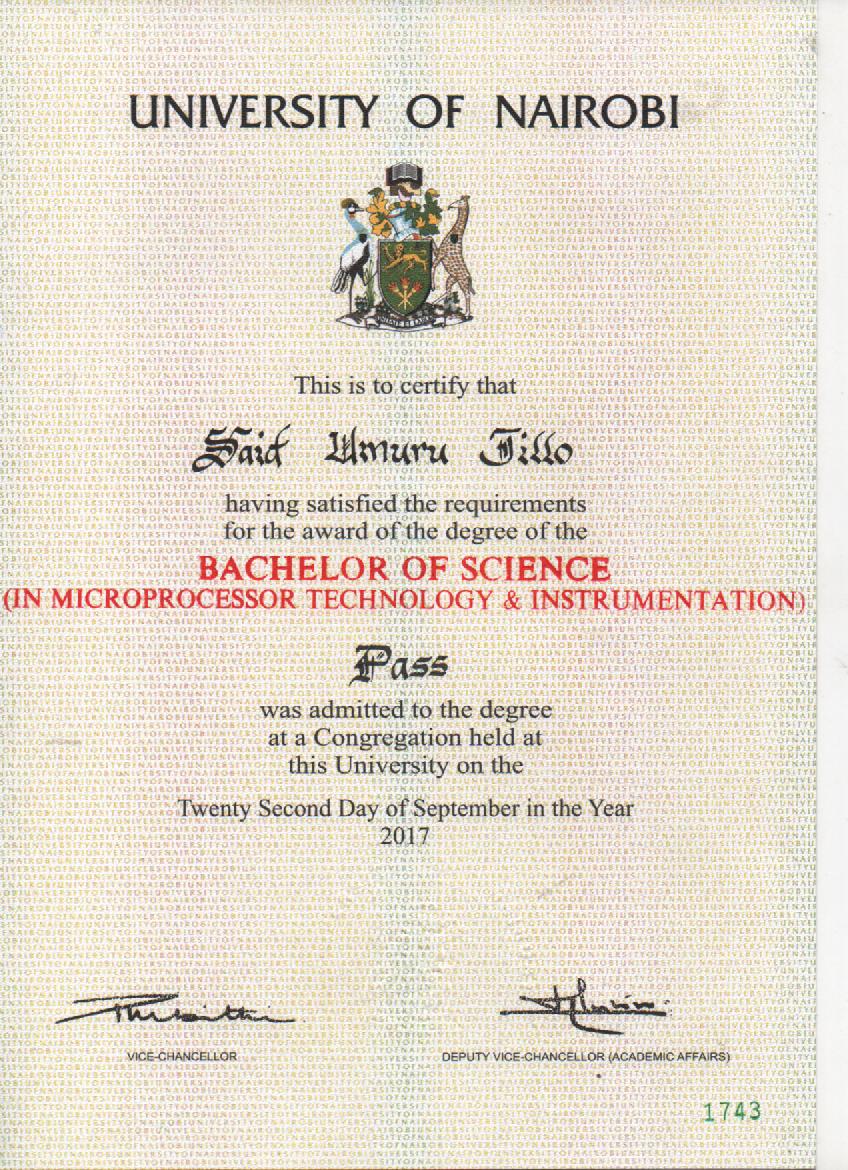 UNIVERSITY OF NAIROBI
This is to certify that
Said Umuru Tillo
having satisfied the requirements
for the award of the degree of the
BACHELOR OF SCIENCE
(IN MICROPROCESSOR TECHNOLOGY & INSTRUMENTATION)
Pass
was admitted to the degree
at a Congregation held at
this University on the
Twenty Second Day of September in the Year
2017
VICE-CHANCELLOR
DEPUTY VICE-CHANCELLOR (ACADEMIC AFFAIRS)
1743